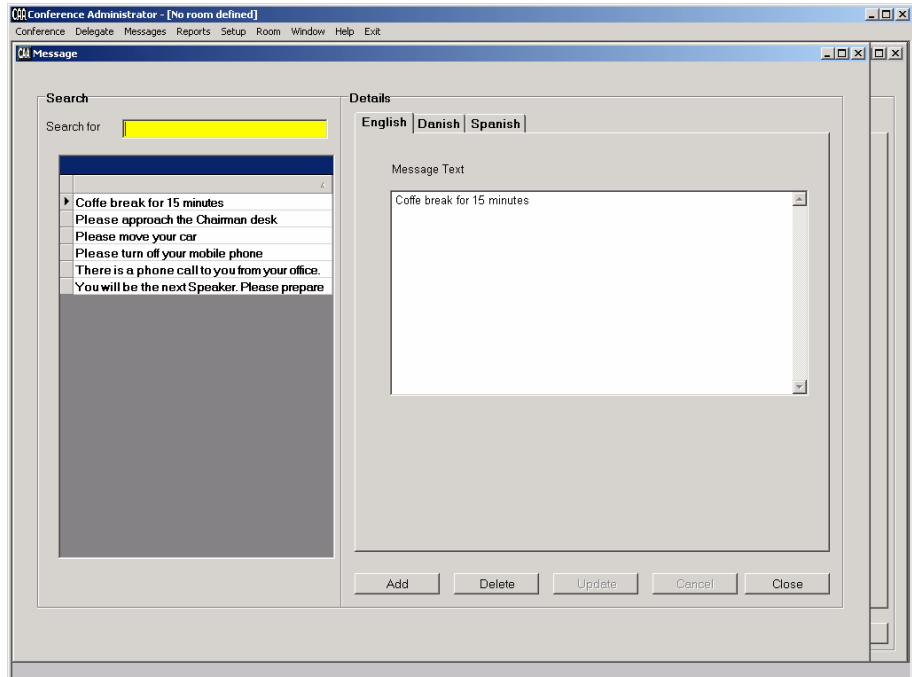 CAA Conference Administrator - [No room defined]
Conference Delegate Messages Reports Setup Room Window Help Exit
CAA Message
Search
Search for
Coffe break for 15 minutes
Please approach the Chairman desk
Please move your car
Please turn off your mobile phone
There is a phone call to you from your office.
You will be the next Speaker. Please prepare
Details
English Danish Spanish
Message Text
Coffe break for 15 minutes
Add Delete Update Cancel Close